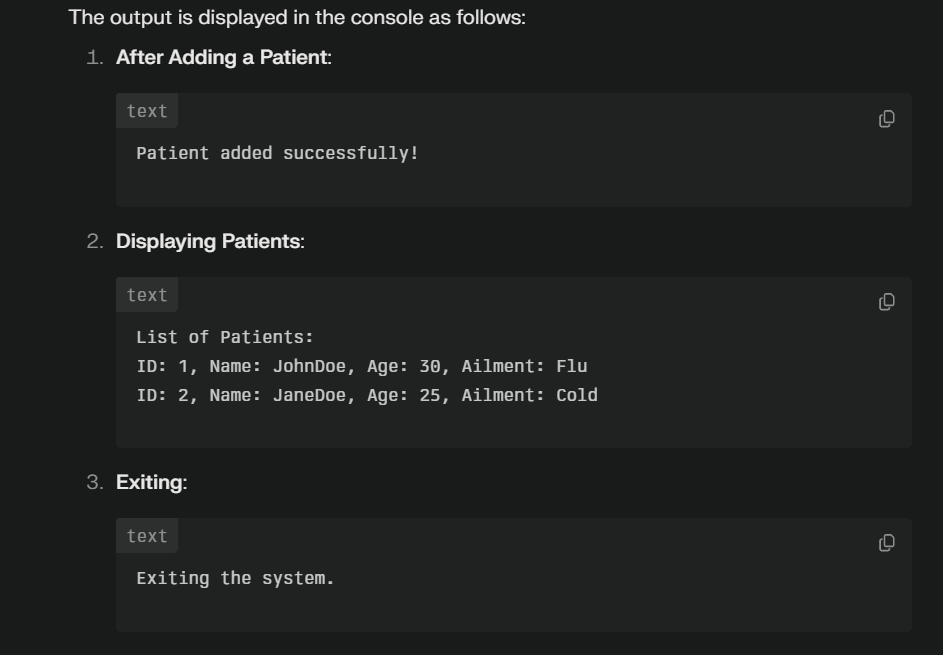 The output is displayed in the console as follows:
1. After Adding a Patient:
text
Patient added successfully!
2. Displaying Patients:
text
List of Patients:
ID: 1, Name: JohnDoe, Age: 30, Ailment: Flu
ID: 2, Name: JaneDoe, Age: 25, Ailment: Cold
3. Exiting:
text
Exiting the system.